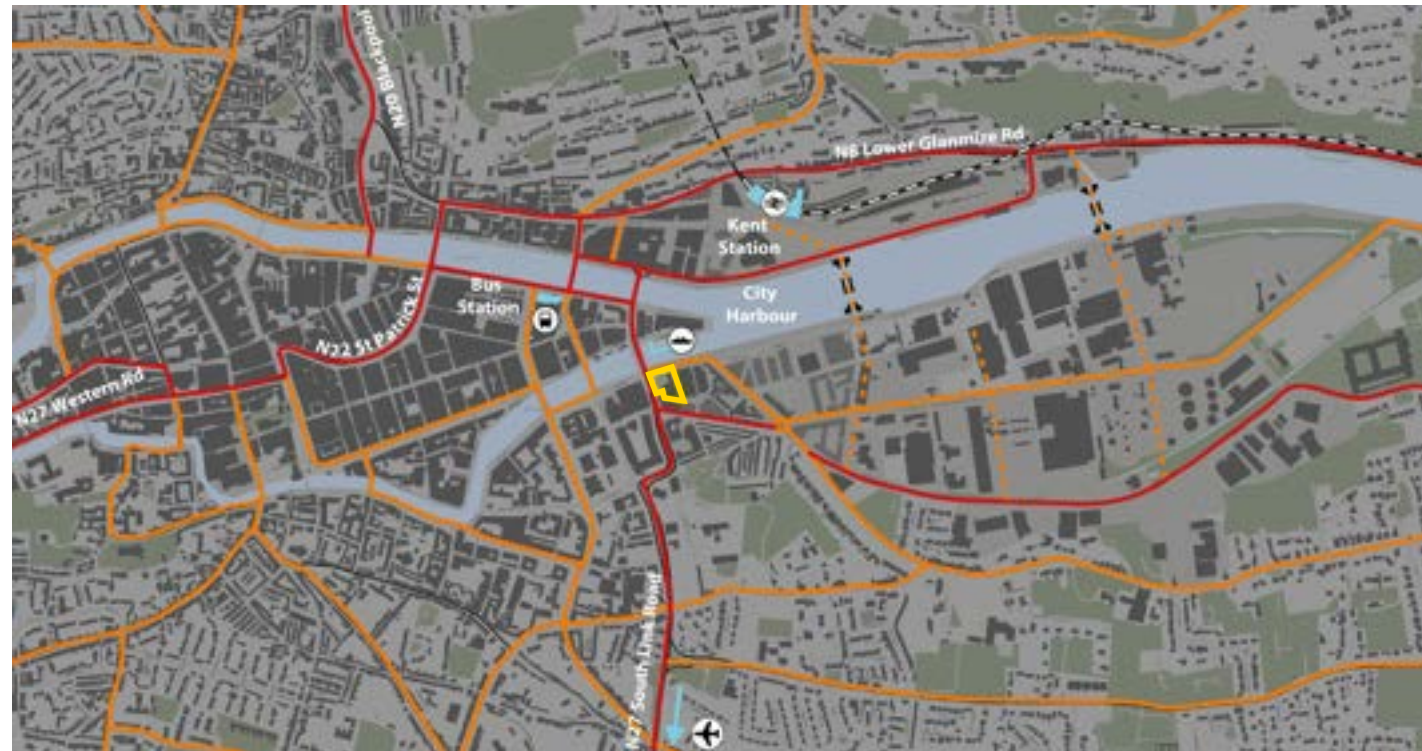 N20 Blackpool
N8 Lower Glanmize Rd
Kent
Station
Bus
Station
City
Harbour
N22 St Patrick St
N27 Western Rd
N27 South Link Road